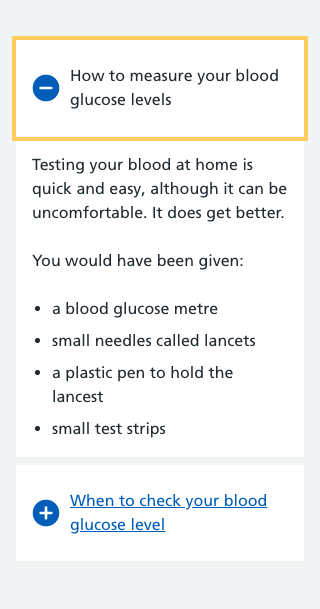 How to measure your blood
glucose levels
Testing your blood at home is
quick and easy, although it can be
uncomfortable. It does get better.
You would have been given:
• a blood glucose metre
• small needles called lancets
• a plastic pen to hold the
lancest
• small test strips
When to check your blood
glucose level